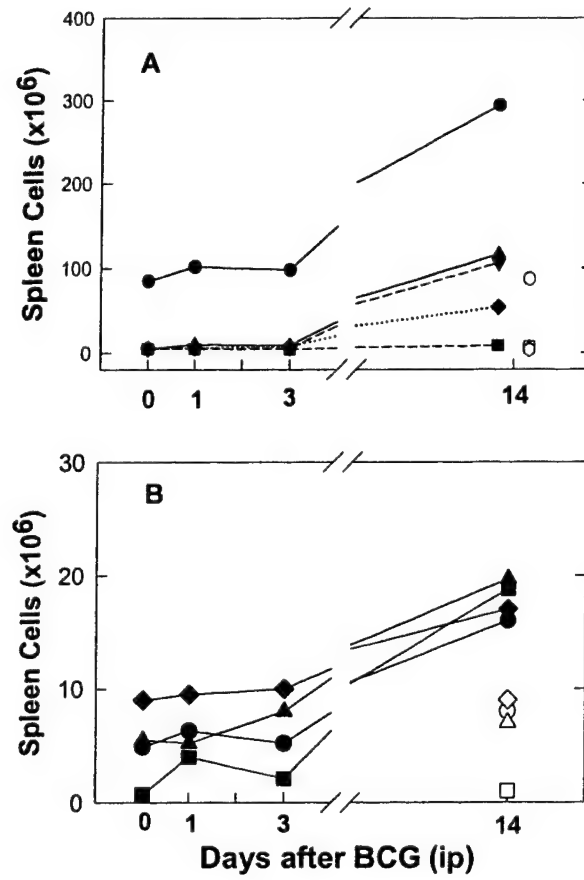 400
300
200
100
0
Spleen Cells (x10⁶)
A
0 1 3 14
30
20
10
0
Spleen Cells (x10⁶)
B
0 1 3 14
Days after BCG (ip)